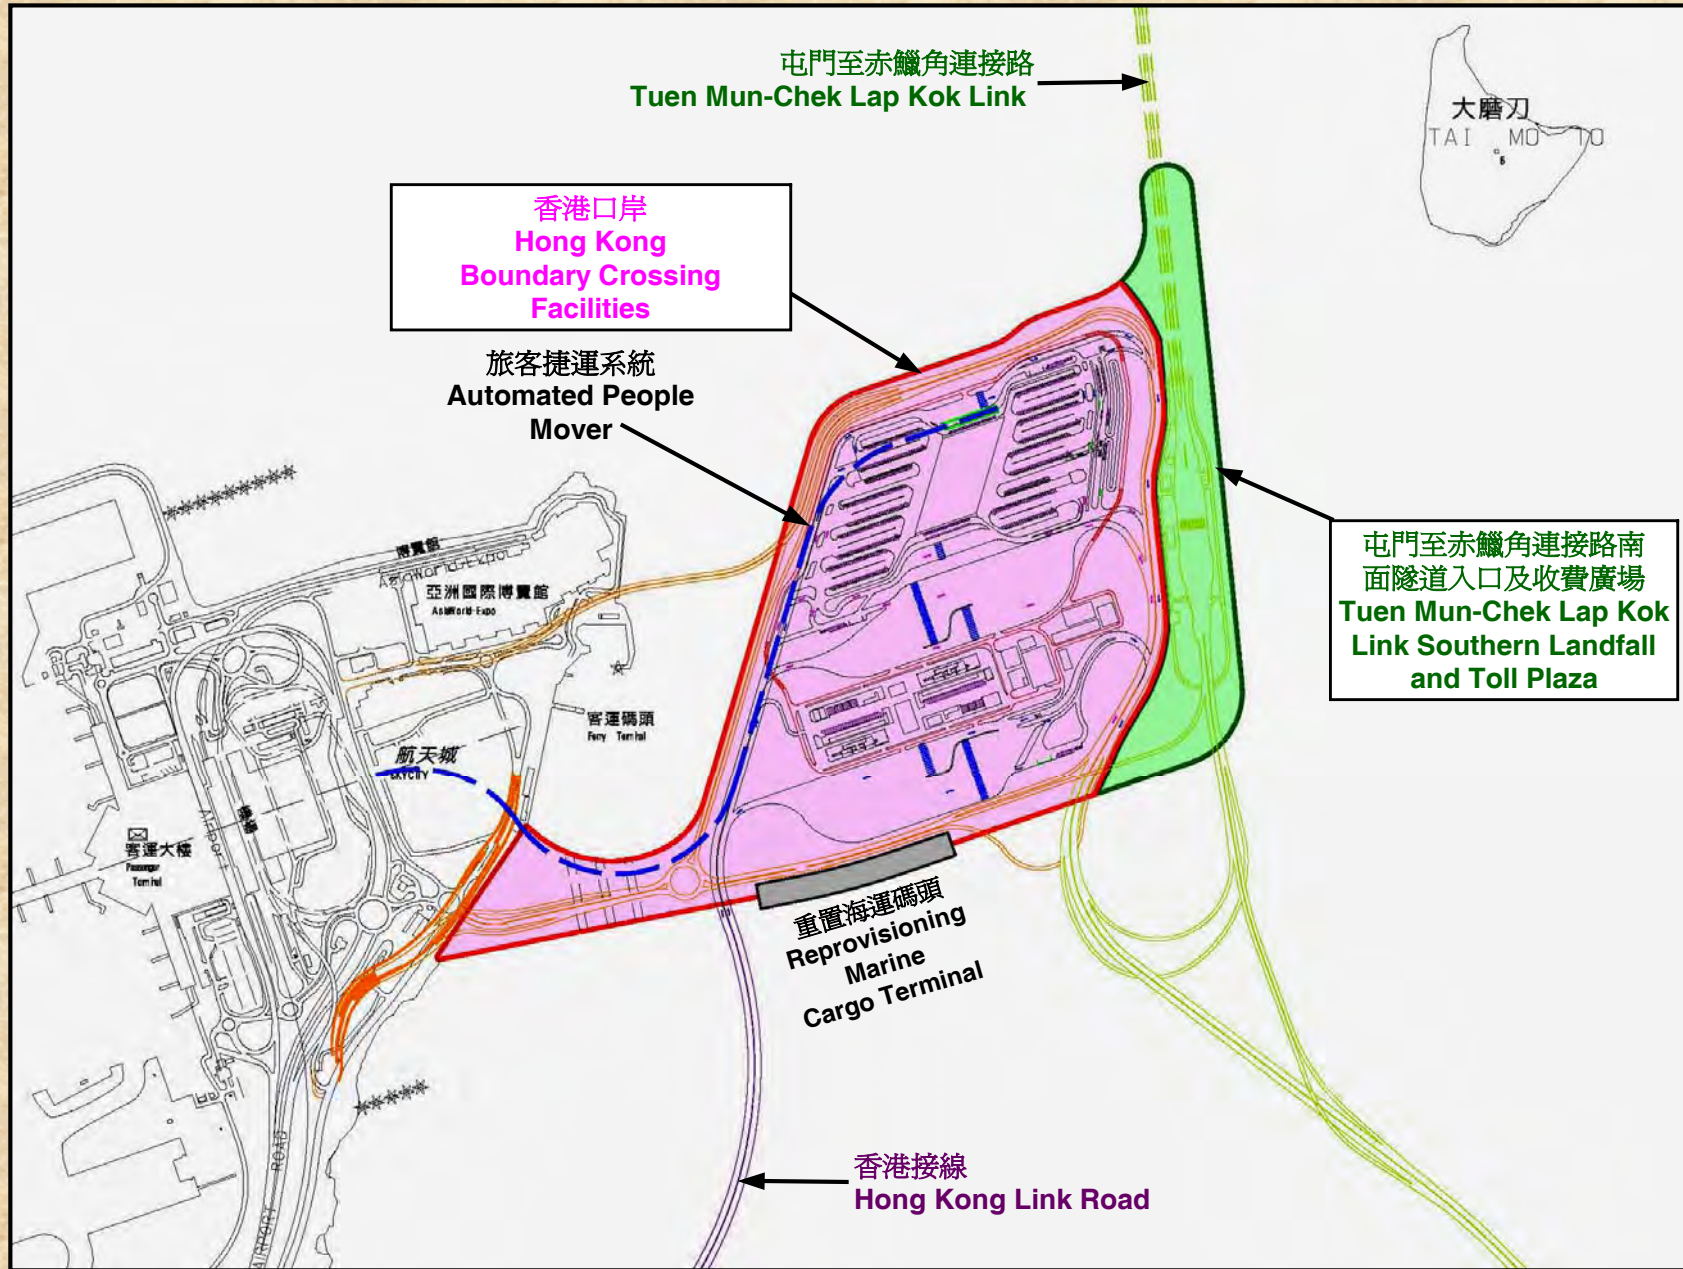 屯門至赤鱲角連接路
Tuen Mun-Chek Lap Kok Link
大磨刀
TAI MO TO
6
香港口岸
Hong Kong
Boundary Crossing
Facilities
旅客捷運系統
Automated People
Mover
博覽館
AsiaWorld-Expo
亞洲國際博覽館
AsiaWorld-Expo
屯門至赤鱲角連接路南
面隧道入口及收費廣場
Tuen Mun-Chek Lap Kok
Link Southern Landfall
and Toll Plaza
客運碼頭
Ferry Terminal
航天城
SKYCITY
機場
Airport
客運大樓
Passenger
Terminal
重置海運碼頭
Reprovisioning
Marine
Cargo Terminal
香港接線
Hong Kong Link Road
AIRPORT ROAD